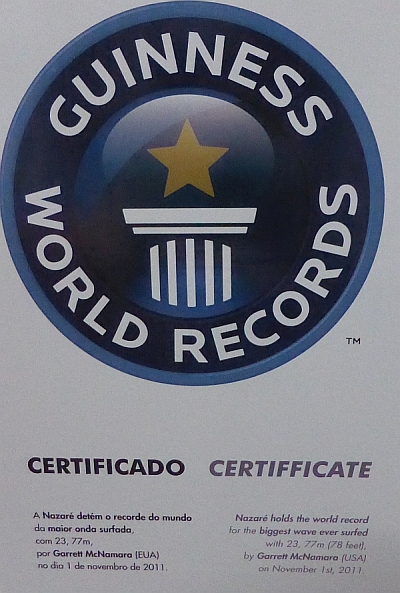 GUINNESS
WORLD RECORDS
TM
CERTIFICADO
CERTIFFICATE
A Nazaré detém o recorde do mundo
da maior onda surfada,
com 23, 77m,
por Garrett McNamara (EUA)
no dia 1 de novembro de 2011.
Nazaré holds the world record
for the biggest wave ever surfed
with 23, 77m (78 feet),
by Garrett McNamara (USA)
on November 1st, 2011.